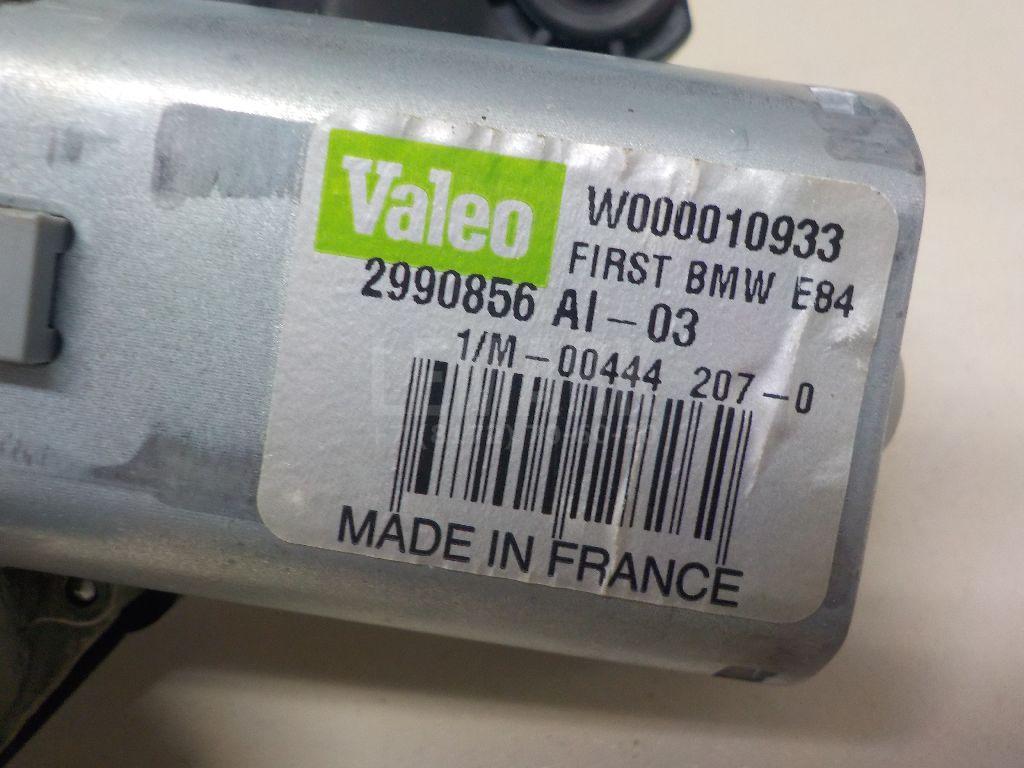 Valeo
W000010933
FIRST BMW E84
2990856 AI-03
1/M-00444 207-0
MADE IN FRANCE